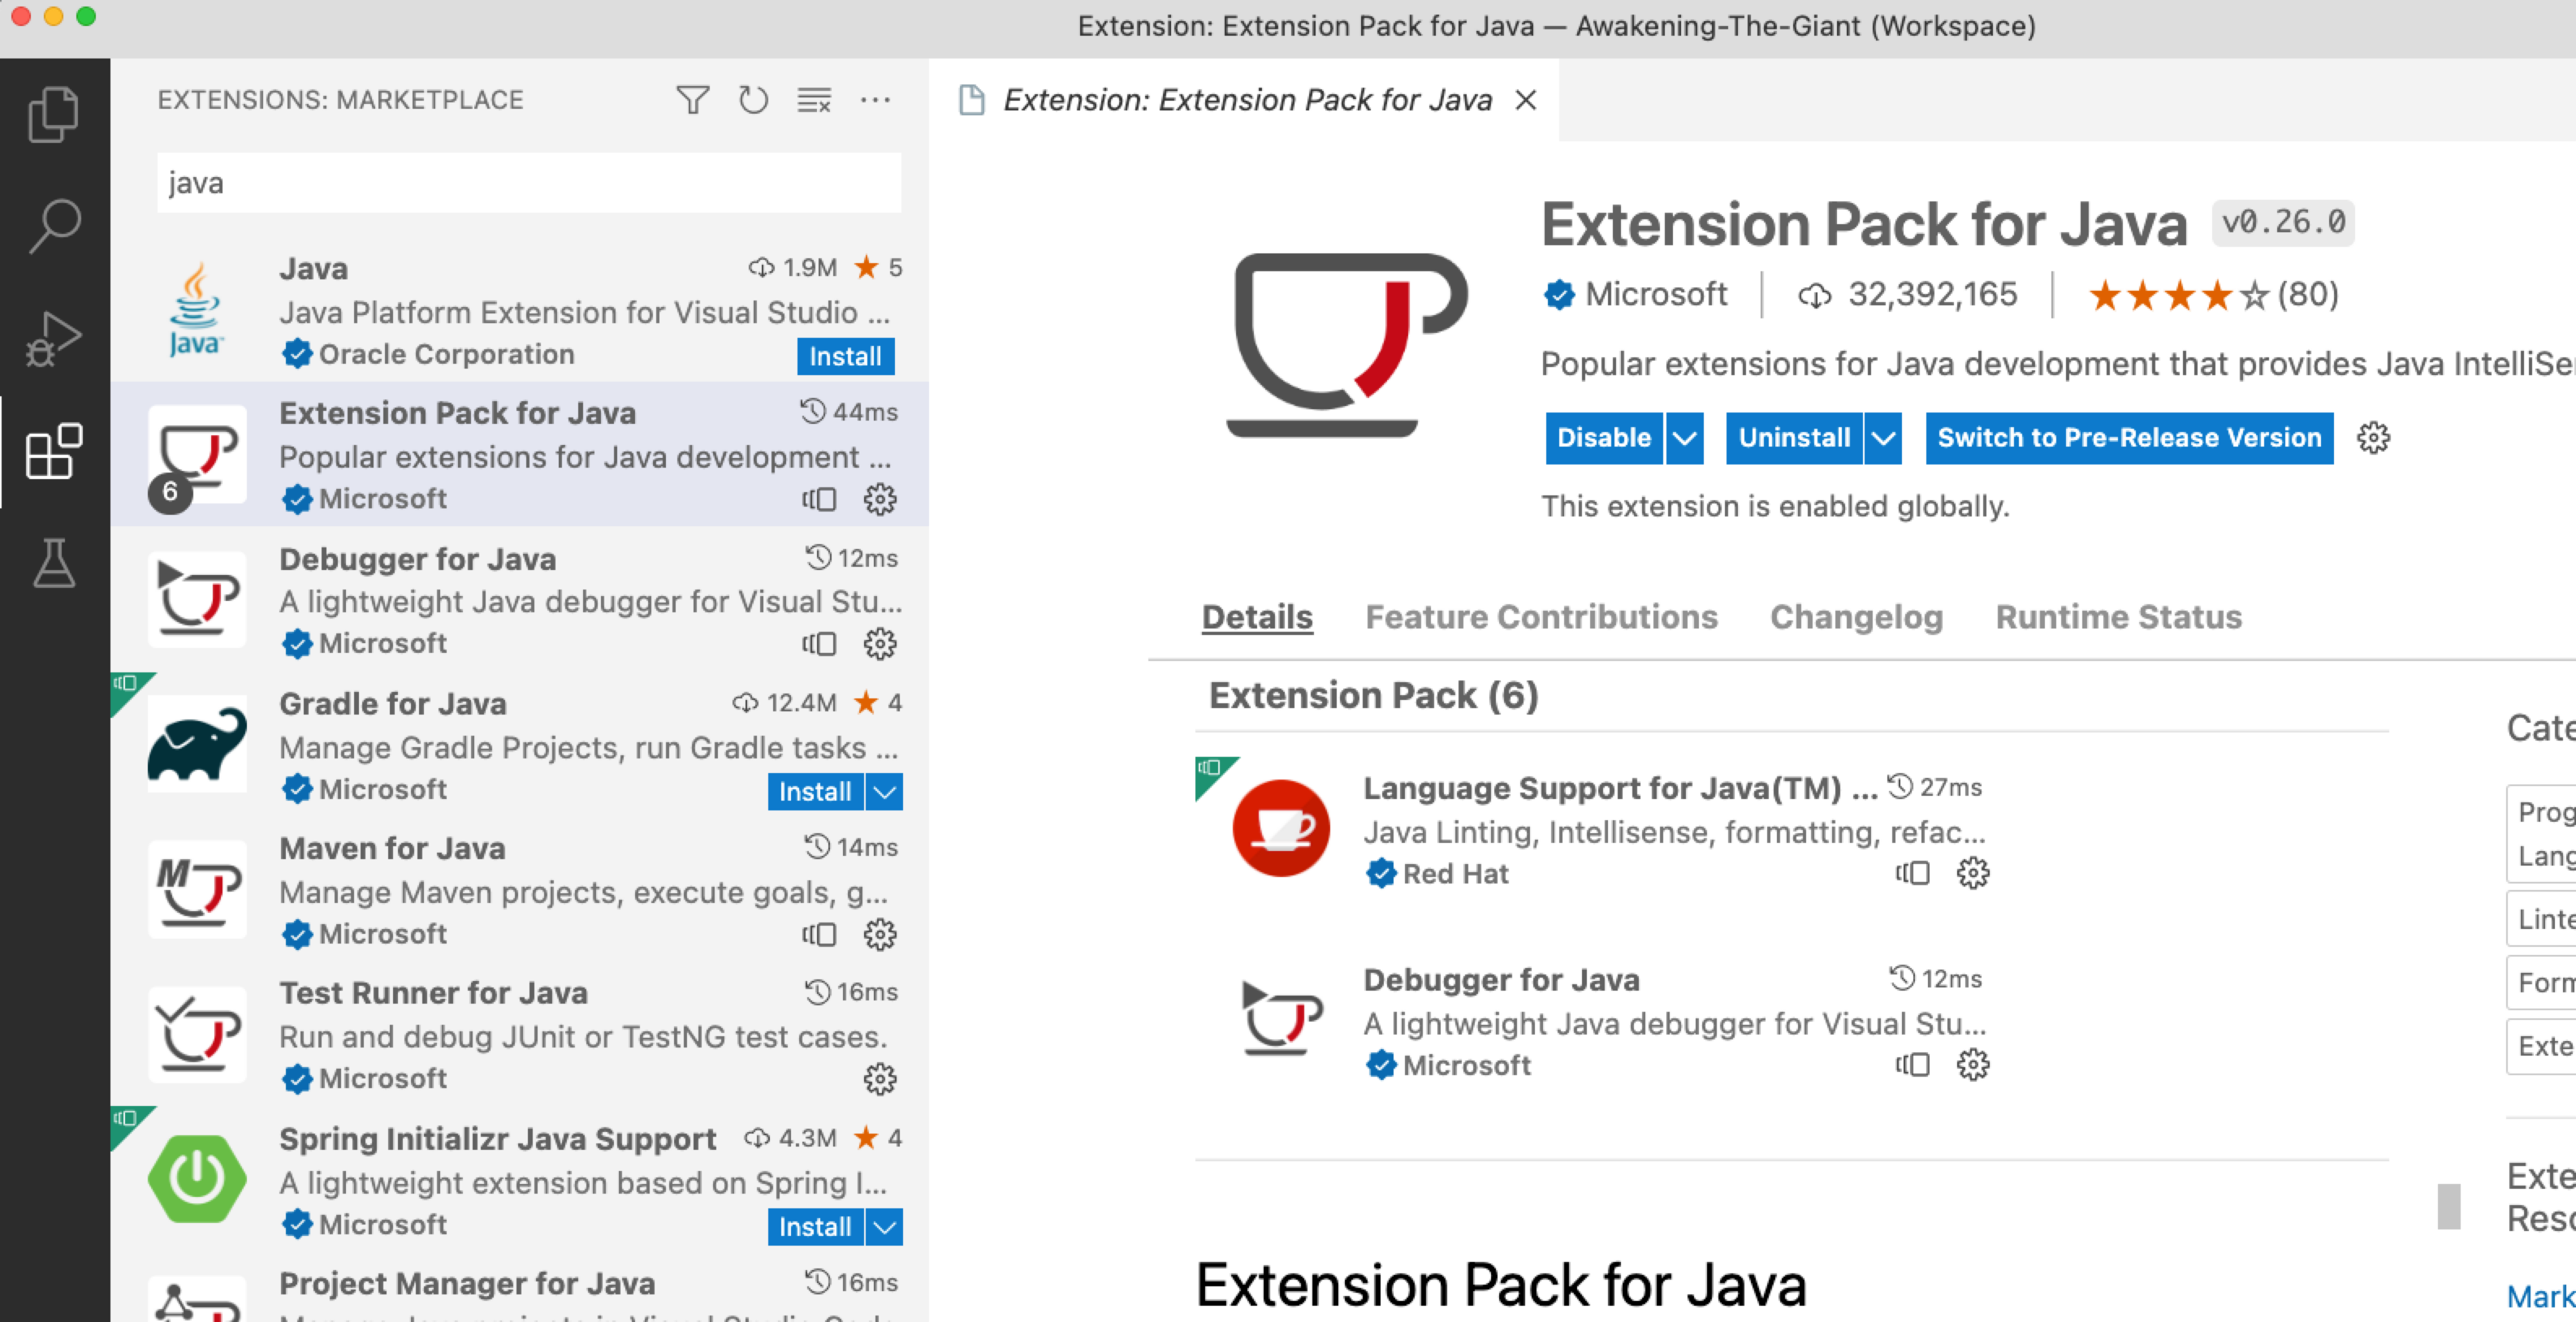 Extension: Extension Pack for Java — Awakening-The-Giant (Workspace)
EXTENSIONS: MARKETPLACE
java
Java 1.9M ★ 5
Java Platform Extension for Visual Studio ...
Oracle Corporation Install
Java
Extension Pack for Java 44ms
Popular extensions for Java development ...
6 Microsoft
Debugger for Java 12ms
A lightweight Java debugger for Visual Stu...
Microsoft
Gradle for Java 12.4M ★ 4
Manage Gradle Projects, run Gradle tasks ...
Microsoft Install
Maven for Java 14ms
M
Manage Maven projects, execute goals, g...
Microsoft
Test Runner for Java 16ms
Run and debug JUnit or TestNG test cases.
Microsoft
Spring Initializr Java Support 4.3M ★ 4
A lightweight extension based on Spring I...
Microsoft Install
Project Manager for Java 16ms
Extension: Extension Pack for Java
Extension Pack for Java v0.26.0
Microsoft | 32,392,165 | ★★★★☆ (80)
Popular extensions for Java development that provides Java IntelliSe
Disable Uninstall Switch to Pre-Release Version
This extension is enabled globally.
Details Feature Contributions Changelog Runtime Status
Extension Pack (6)
Language Support for Java(TM) ... 27ms
Java Linting, Intellisense, formatting, refac...
Red Hat
Debugger for Java 12ms
A lightweight Java debugger for Visual Stu...
Microsoft
Extension Pack for Java
Cate
Prog
Lang
Linte
Form
Exte
Exte
Reso
Mark